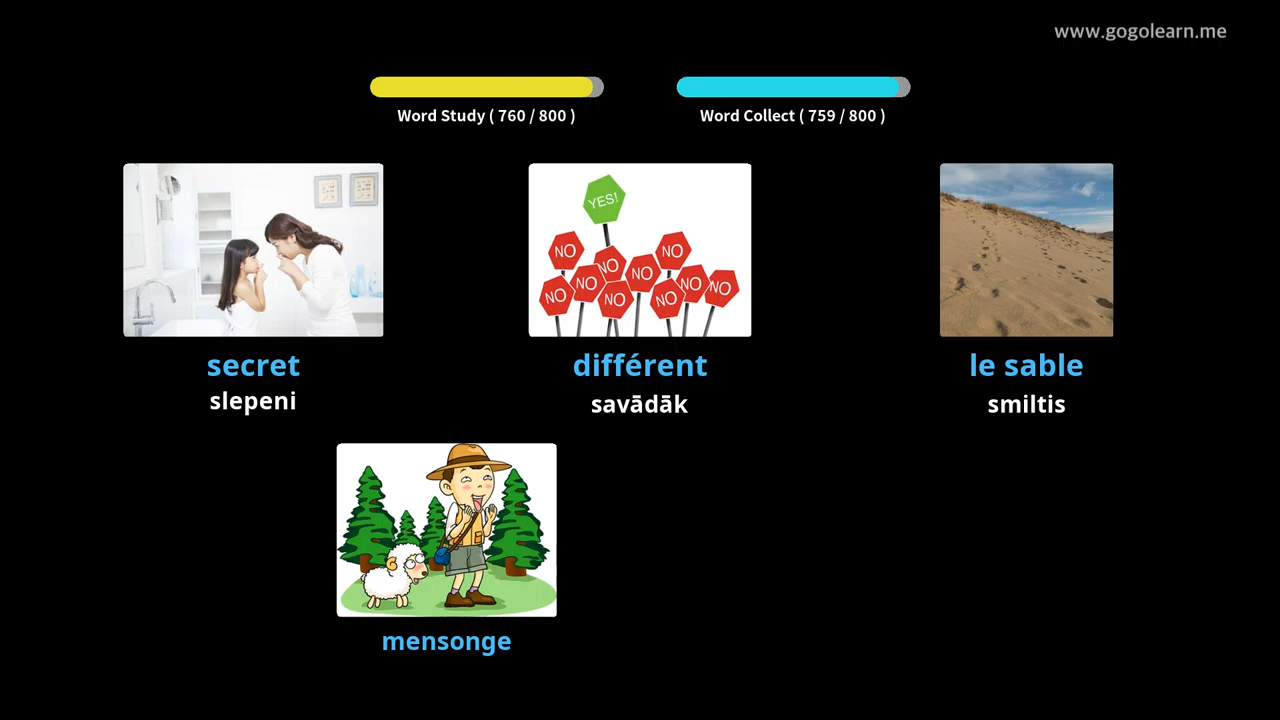 www.gogolearn.me
Word Study ( 760 / 800 )
Word Collect ( 759 / 800 )
YES!
NO
NO
NO
NO
NO
NO
NO
NO
NO
NO
secret
différent
le sable
slepeni
savādāk
smiltis
mensonge